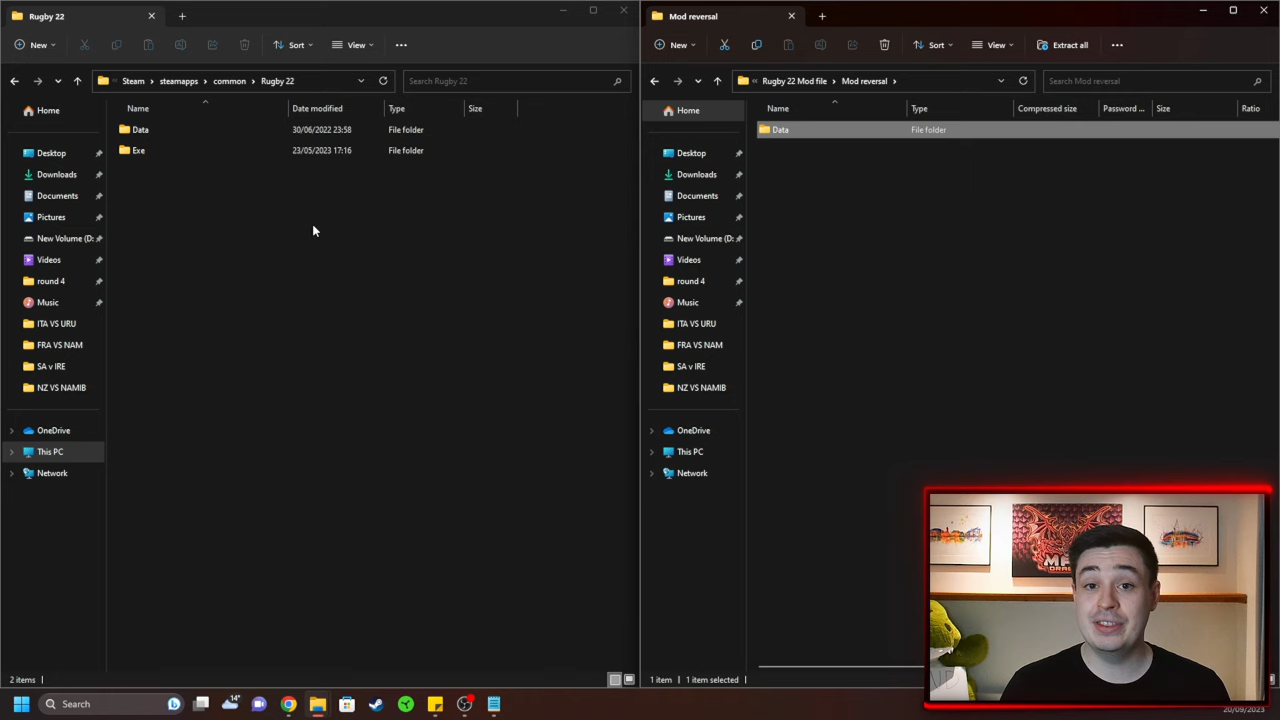 Rugby 22
New
Sort
View
Steam > steamapps > common > Rugby 22
Search Rugby 22
Name
Date modified
Type
Size
Data
30/06/2022 23:58
File folder
Exe
23/05/2023 17:16
File folder
Home
Desktop
Downloads
Documents
Pictures
New Volume (D:
Videos
round 4
Music
ITA VS URU
FRA VS NAM
SA v IRE
NZ VS NAMIB
OneDrive
This PC
Network
2 items
Mod reversal
New
Sort
View
Extract all
« Rugby 22 Mod file > Mod reversal >
Search Mod reversal
Name
Type
Compressed size
Password ...
Size
Ratio
Data
File folder
Home
Desktop
Downloads
Documents
Pictures
New Volume (D:
Videos
round 4
Music
ITA VS URU
FRA VS NAM
SA v IRE
NZ VS NAMIB
OneDrive
This PC
Network
1 item
1 item selected
Search
14°
20/09/2023